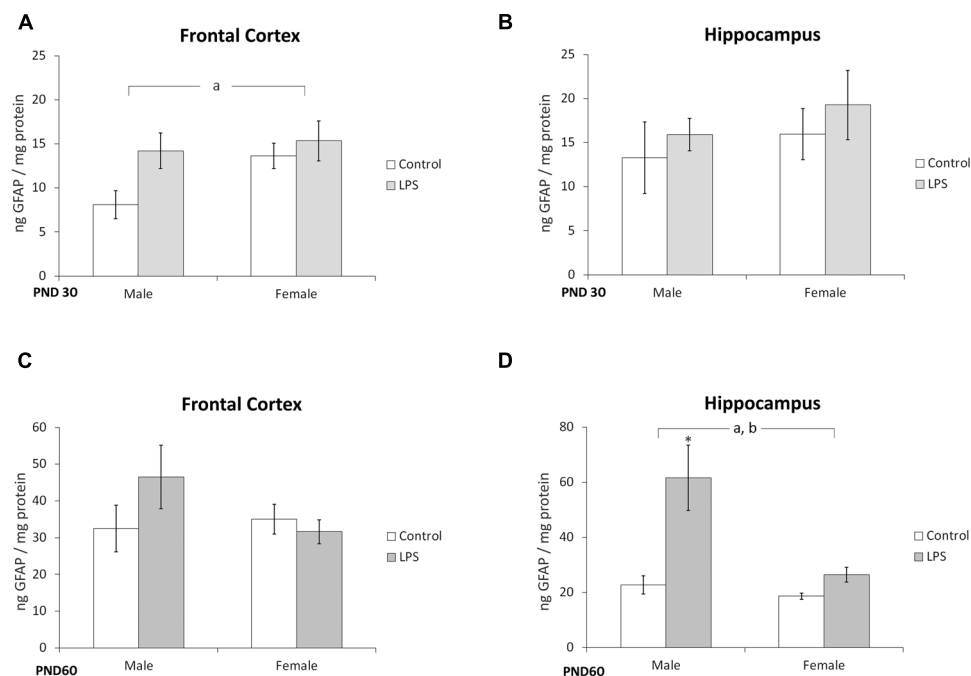 A
Frontal Cortex
ng GFAP / mg protein
25
20
15
10
5
0
a
Control
LPS
PND 30
Male
Female
B
Hippocampus
ng GFAP / mg protein
25
20
15
10
5
0
Control
LPS
PND 30
Male
Female
C
Frontal Cortex
ng GFAP / mg protein
60
50
40
30
20
10
0
Control
LPS
PND60
Male
Female
D
Hippocampus
ng GFAP / mg protein
80
60
40
20
0
a, b
*
Control
LPS
PND60
Male
Female